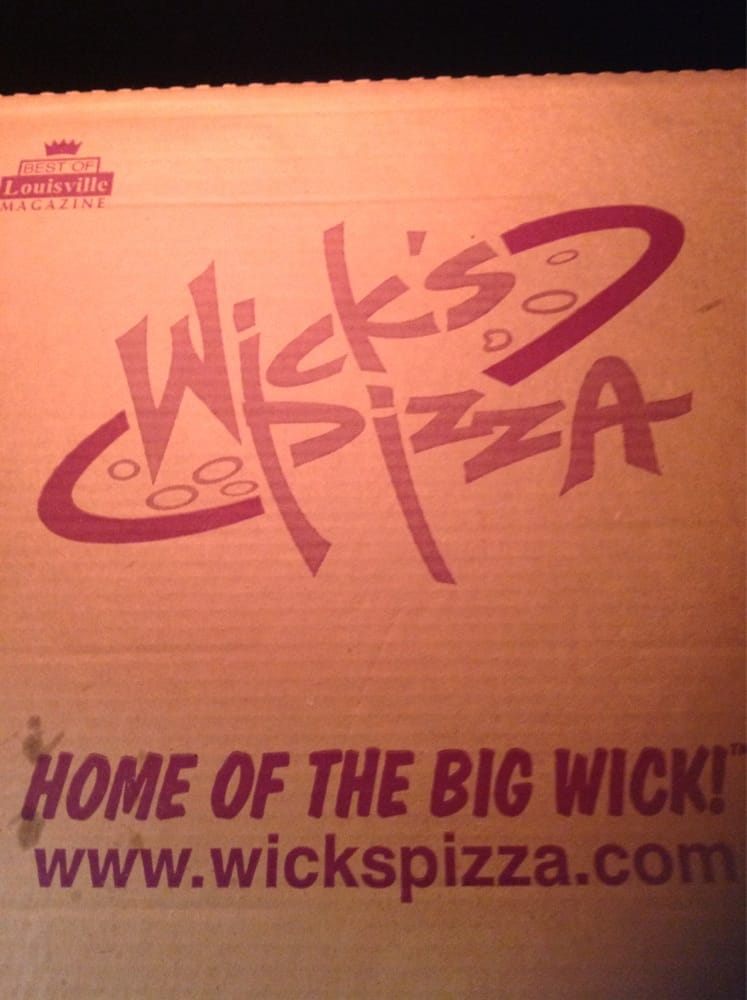 BEST OF
Louisville
MAGAZINE
Wick's
Pizza
HOME OF THE BIG WICK!™
www.wickspizza.com